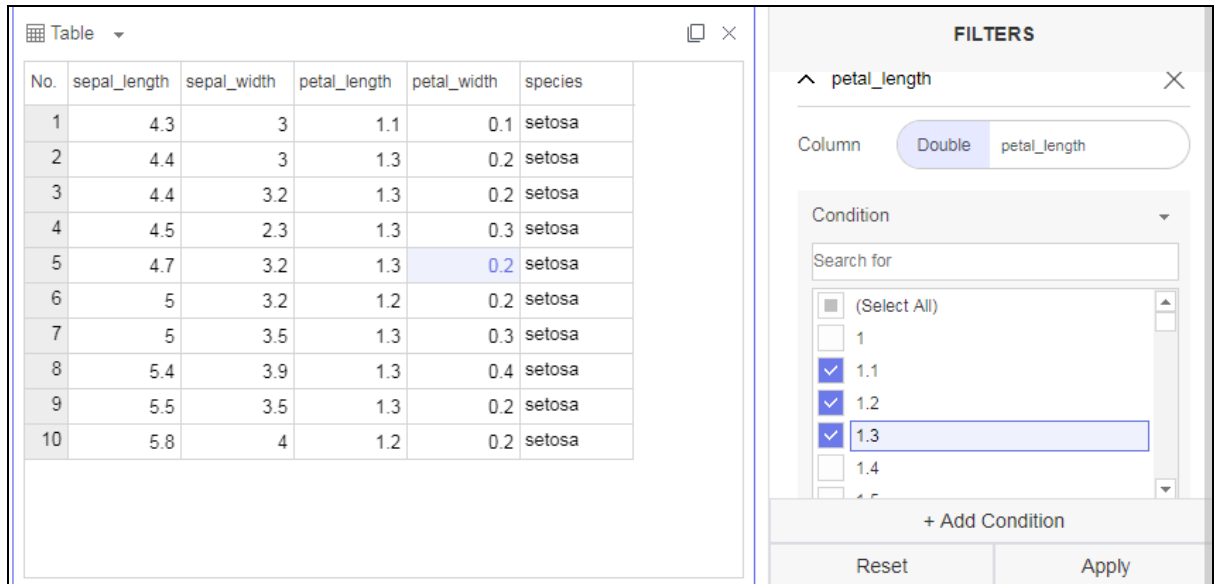 Table
No. sepal_length sepal_width petal_length petal_width species
1 4.3 3 1.1 0.1 setosa
2 4.4 3 1.3 0.2 setosa
3 4.4 3.2 1.3 0.2 setosa
4 4.5 2.3 1.3 0.3 setosa
5 4.7 3.2 1.3 0.2 setosa
6 5 3.2 1.2 0.2 setosa
7 5 3.5 1.3 0.3 setosa
8 5.4 3.9 1.3 0.4 setosa
9 5.5 3.5 1.3 0.2 setosa
10 5.8 4 1.2 0.2 setosa
FILTERS
petal_length
Column Double petal_length
Condition
Search for
(Select All)
1
1.1
1.2
1.3
1.4
+ Add Condition
Reset Apply